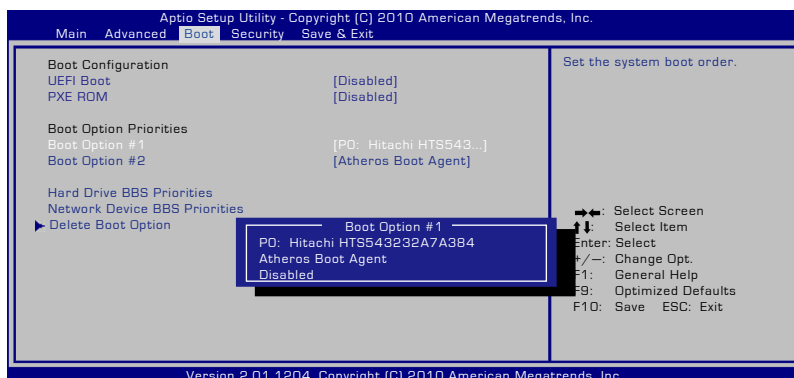 Aptio Setup Utility - Copyright (C) 2010 American Megatrends, Inc.
Main Advanced Boot Security Save & Exit
Boot Configuration
UEFI Boot [Disabled]
PXE ROM [Disabled]
Boot Option Priorities
Boot Option #1 [P0: Hitachi HTS543...]
Boot Option #2 [Atheros Boot Agent]
Hard Drive BBS Priorities
Network Device BBS Priorities
Delete Boot Option
Boot Option #1
P0: Hitachi HTS543232A7A384
Atheros Boot Agent
Disabled
Set the system boot order.
→←: Select Screen
↑↓: Select Item
Enter: Select
+/—: Change Opt.
F1: General Help
F9: Optimized Defaults
F10: Save ESC: Exit
Version 2.01.1204. Copyright (C) 2010 American Megatrends, Inc.